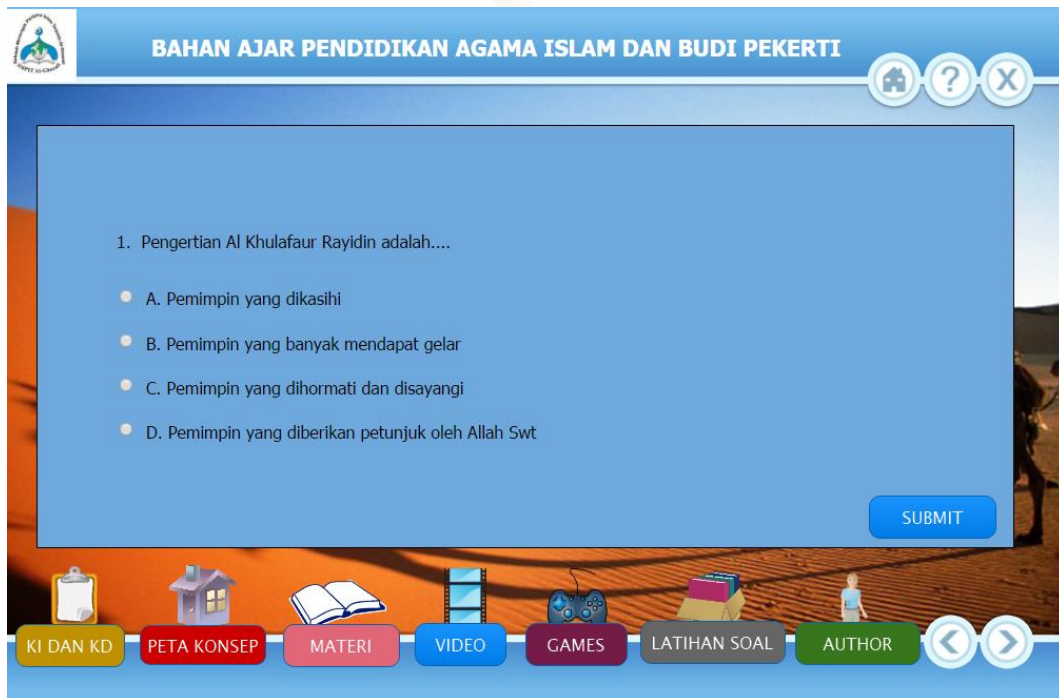 BAHAN AJAR PENDIDIKAN AGAMA ISLAM DAN BUDI PEKERTI
?
X
1. Pengertian Al Khulafaur Rayidin adalah....
A. Pemimpin yang dikasihi
B. Pemimpin yang banyak mendapat gelar
C. Pemimpin yang dihormati dan disayangi
D. Pemimpin yang diberikan petunjuk oleh Allah Swt
SUBMIT
KI DAN KD
PETA KONSEP
MATERI
VIDEO
GAMES
LATIHAN SOAL
AUTHOR